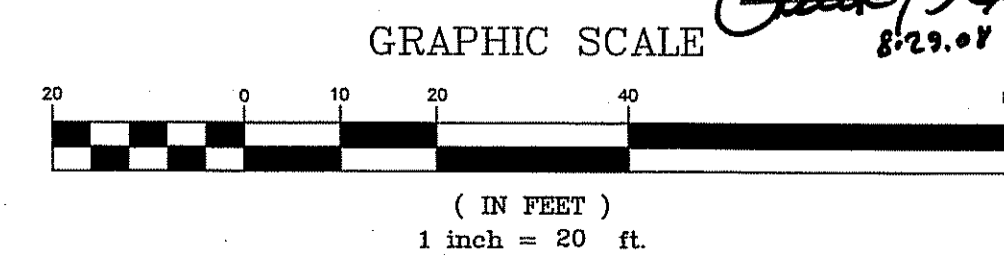 GRAPHIC SCALE
8.29.08
20 0 10 20 40
( IN FEET )
1 inch = 20 ft.